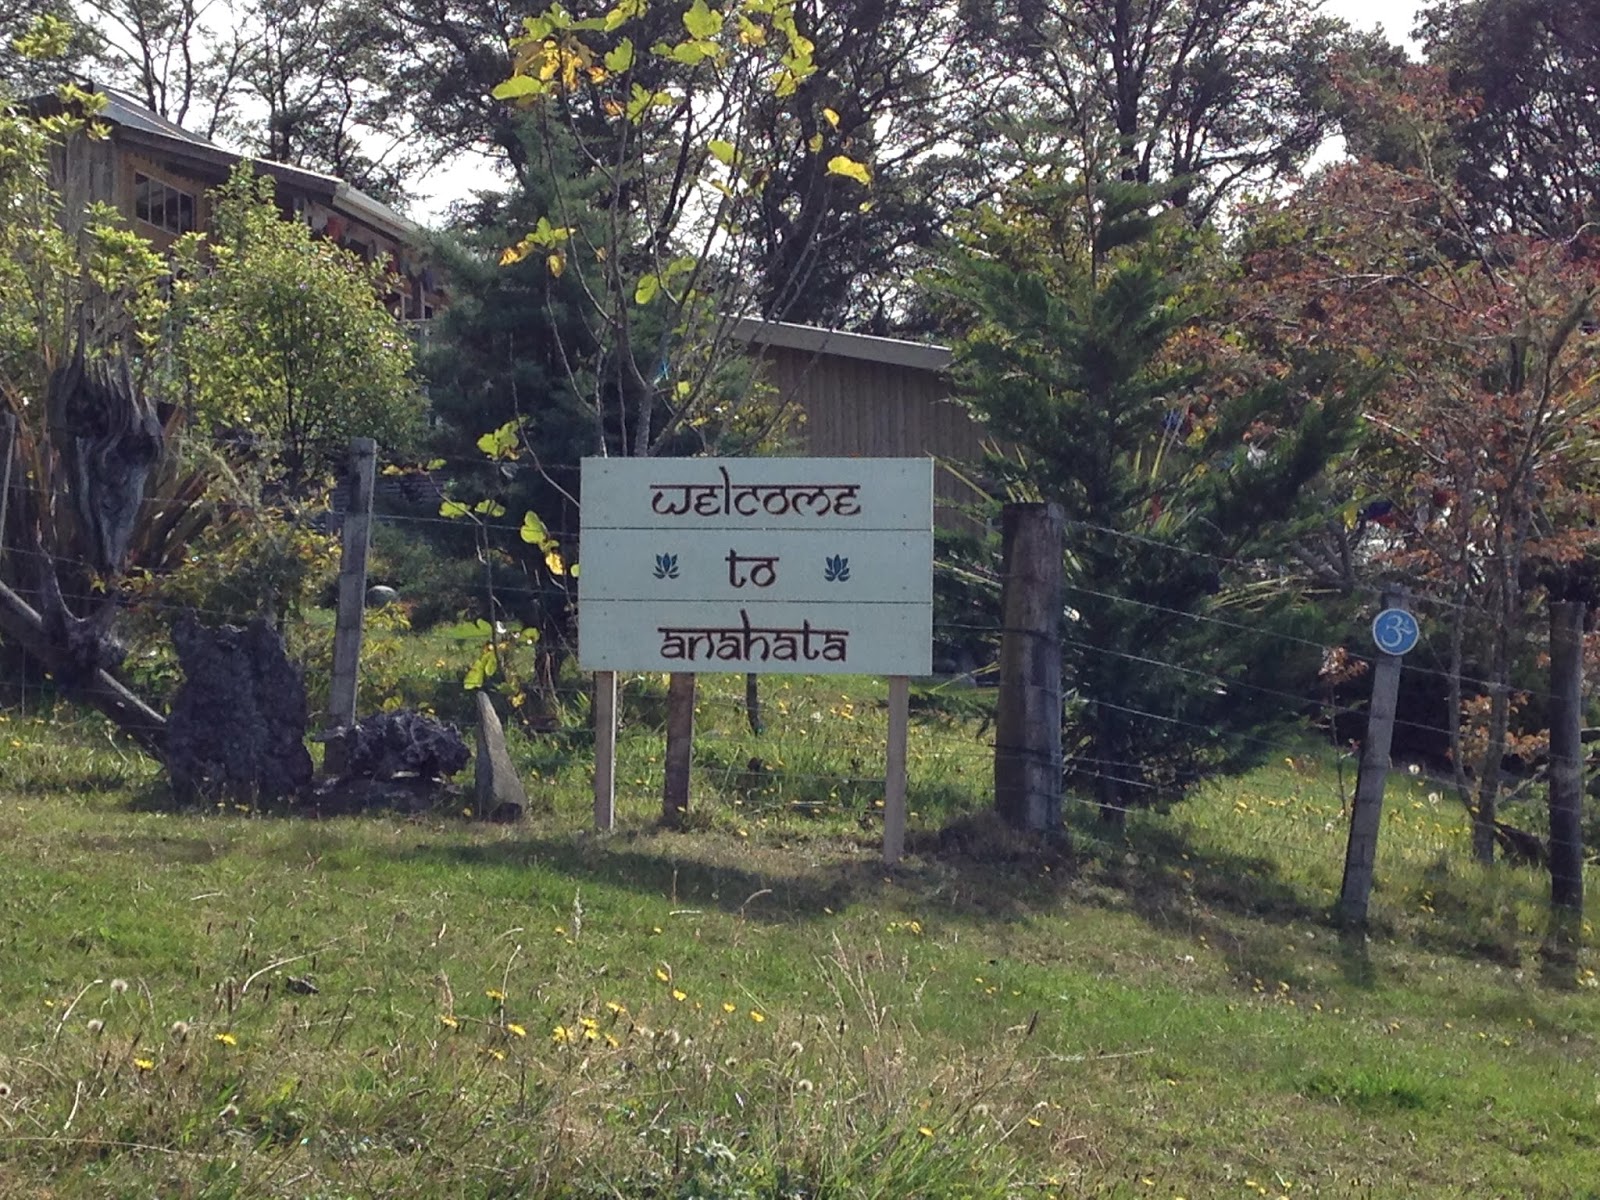 Welcome
to
Anahata
ॐ